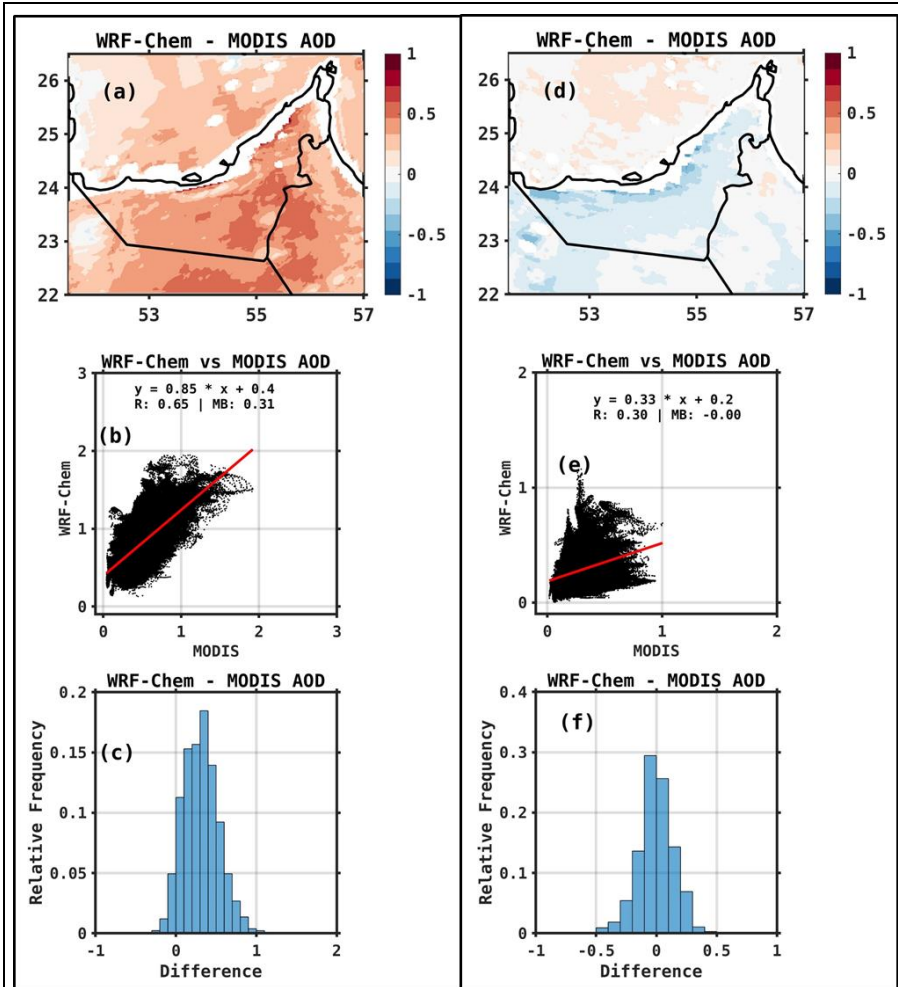 WRF-Chem - MODIS AOD
(a)
26
25
24
23
22
53
55
57
1
0.5
0
-0.5
-1
WRF-Chem - MODIS AOD
(d)
26
25
24
23
22
53
55
57
1
0.5
0
-0.5
-1
WRF-Chem vs MODIS AOD
y = 0.85 * x + 0.4
R: 0.65 | MB: 0.31
(b)
WRF-Chem
3
2
1
0
0
1
2
3
MODIS
WRF-Chem vs MODIS AOD
y = 0.33 * x + 0.2
R: 0.30 | MB: -0.00
(e)
WRF-Chem
2
1
0
0
1
2
MODIS
WRF-Chem - MODIS AOD
(c)
Relative Frequency
0.2
0.15
0.1
0.05
0
-1
0
1
2
Difference
WRF-Chem - MODIS AOD
(f)
Relative Frequency
0.4
0.3
0.2
0.1
0
-1
-0.5
0
0.5
1
Difference